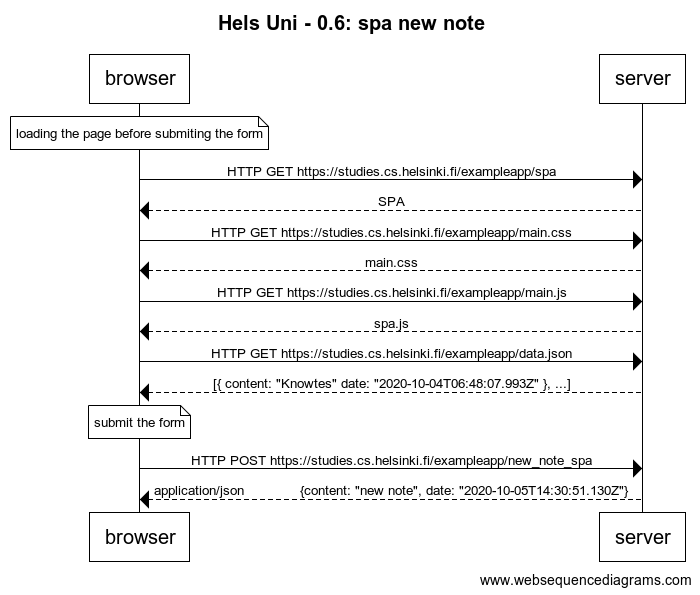 Hels Uni - 0.6: spa new note
browser server
loading the page before submiting the form
HTTP GET https://studies.cs.helsinki.fi/exampleapp/spa
SPA
HTTP GET https://studies.cs.helsinki.fi/exampleapp/main.css
main.css
HTTP GET https://studies.cs.helsinki.fi/exampleapp/main.js
spa.js
HTTP GET https://studies.cs.helsinki.fi/exampleapp/data.json
[{ content: "Knowtes" date: "2020-10-04T06:48:07.993Z" }, ...]
submit the form
HTTP POST https://studies.cs.helsinki.fi/exampleapp/new_note_spa
application/json {content: "new note", date: "2020-10-05T14:30:51.130Z"}
browser server
www.websequencediagrams.com